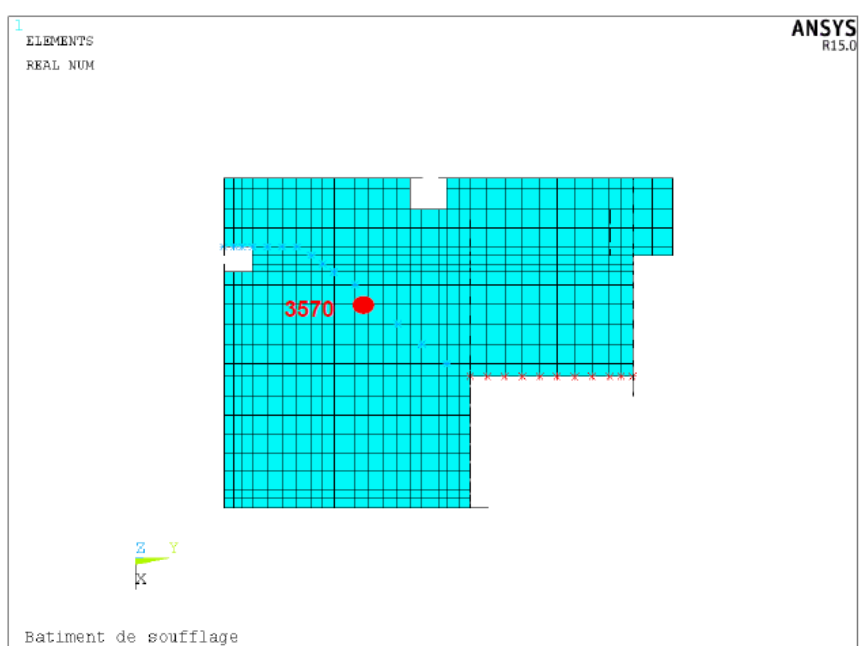 1
ELEMENTS
REAL NUM
ANSYS
R15.0
3570
Z Y
X
Batiment de soufflage